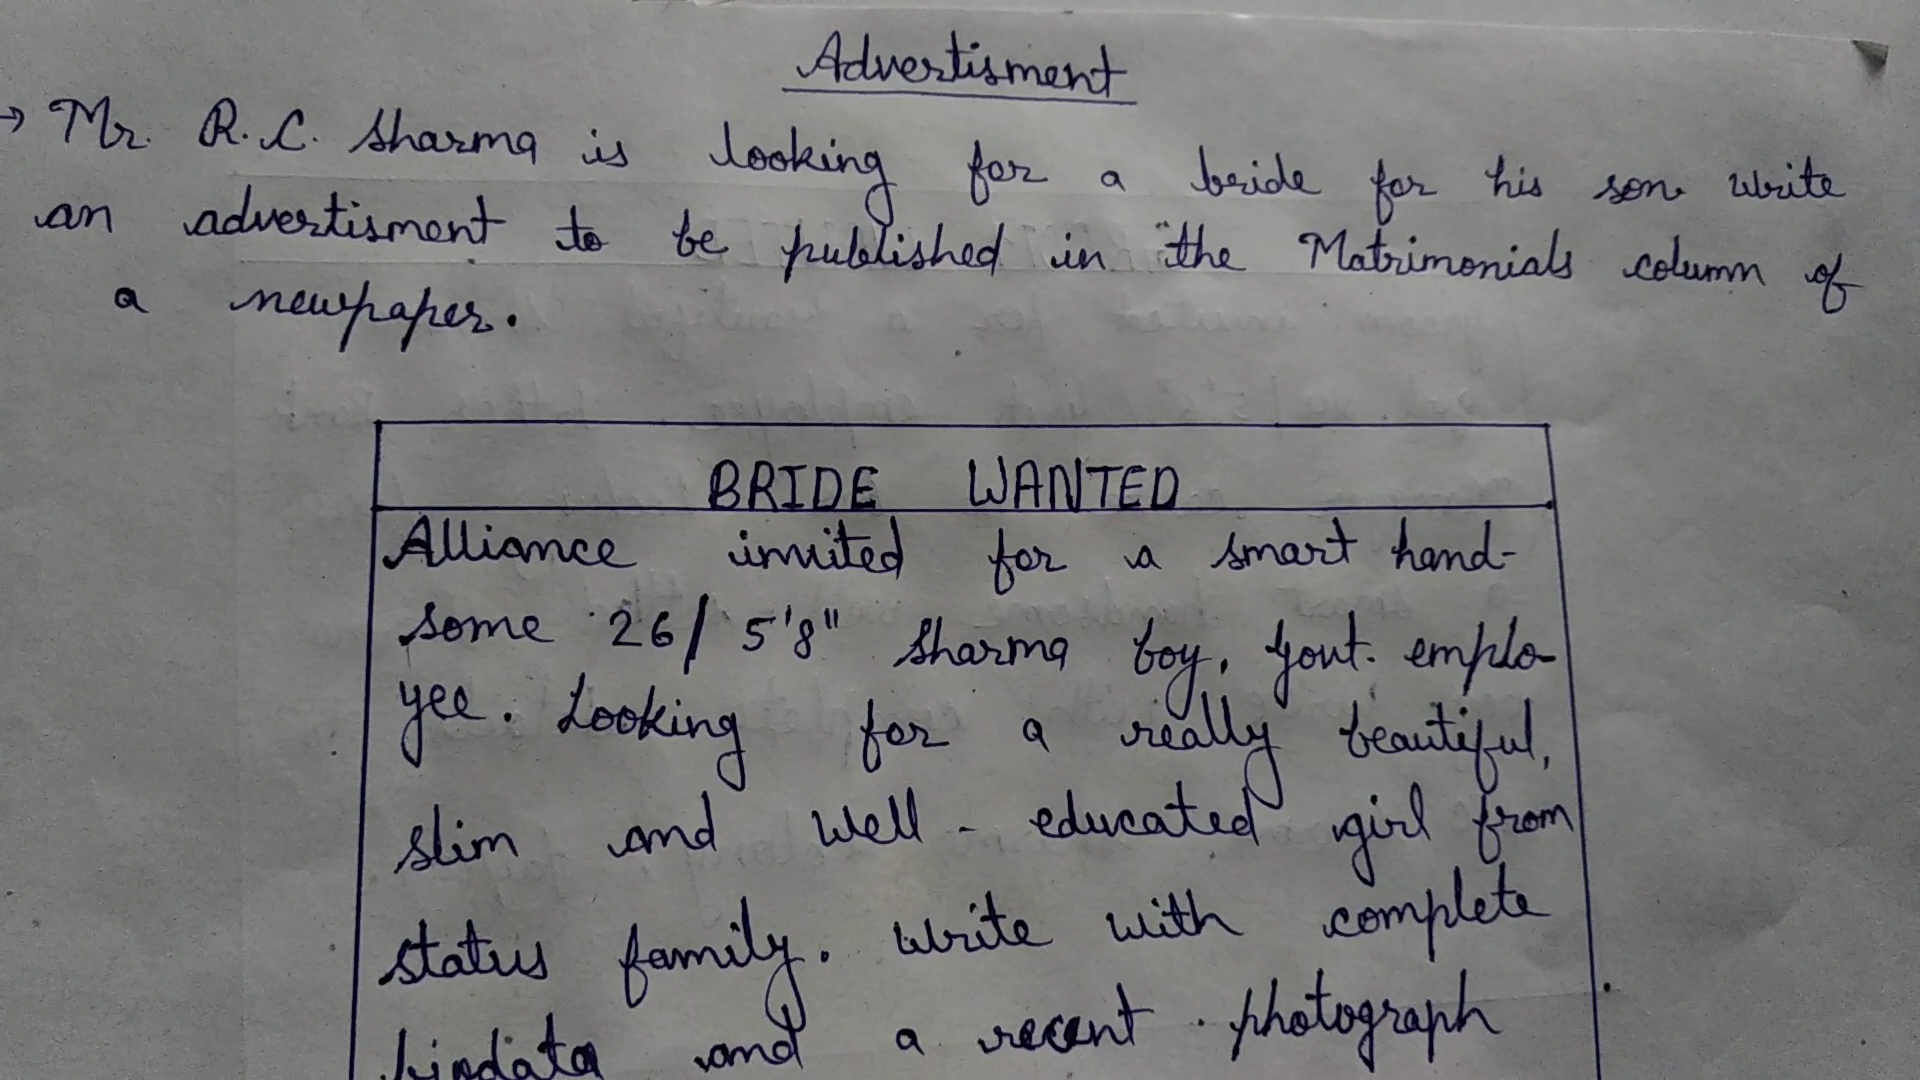 Advertisment
→ Mr. R.C. Sharma is looking for a bride for his son. Write
an advertisment to be published in the Matrimonials column of
a newpaper.
BRIDE WANTED
Alliance invited for a smart hand-
some 26/ 5'8" Sharma boy, Govt. emplo-
yee. Looking for a really beautiful,
slim and well - educated girl from
status family. Write with complete
biodata and a recent photograph